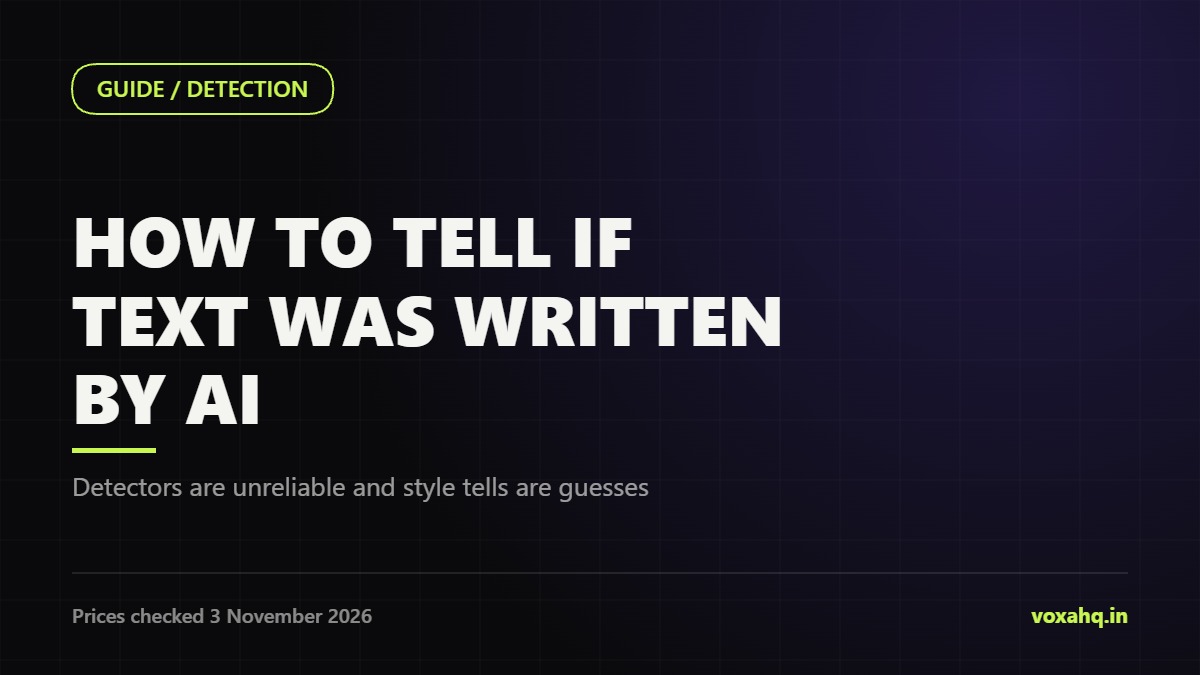 GUIDE / DETECTION
HOW TO TELL IF
TEXT WAS WRITTEN
BY AI
Detectors are unreliable and style tells are guesses
Prices checked 3 November 2026
voxahq.in